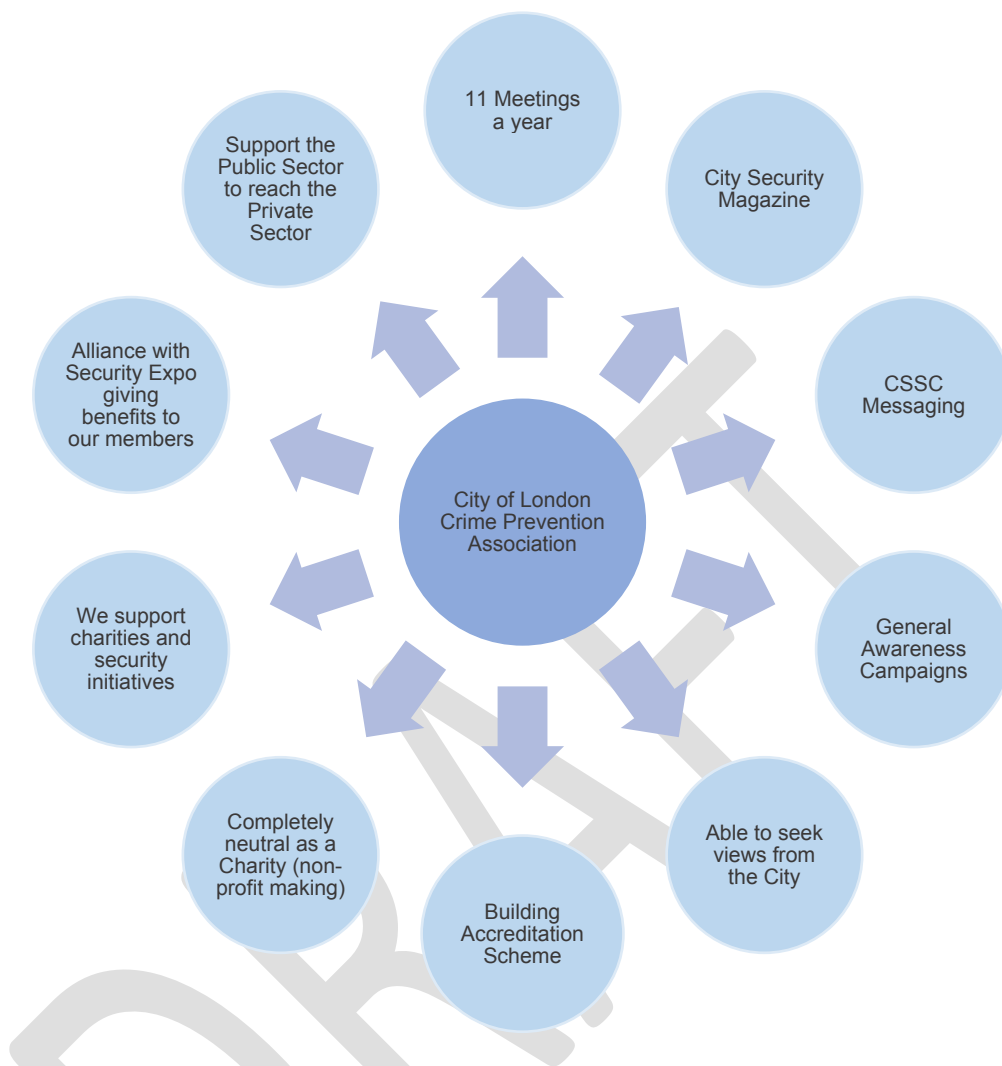 11 Meetings
a year
City Security
Magazine
CSSC
Messaging
General
Awareness
Campaigns
Able to seek
views from
the City
Building
Accreditation
Scheme
Completely
neutral as a
Charity (non-
profit making)
We support
charities and
security
initiatives
Alliance with
Security Expo
giving
benefits to
our members
Support the
Public Sector
to reach the
Private
Sector
City of London
Crime Prevention
Association
DRAFT